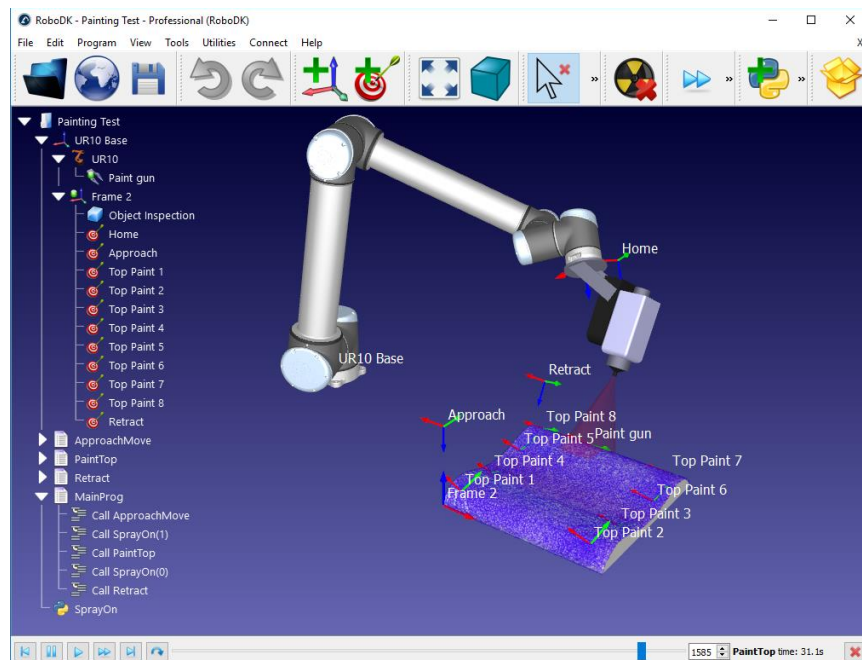 RoboDK - Painting Test - Professional (RoboDK)
File Edit Program View Tools Utilities Connect Help
» » »
Painting Test
UR10 Base
UR10
Paint gun
Frame 2
Object Inspection
Home
Approach
Top Paint 1
Top Paint 2
Top Paint 3
Top Paint 4
Top Paint 5
Top Paint 6
Top Paint 7
Top Paint 8
Retract
ApproachMove
PaintTop
Retract
MainProg
Call ApproachMove
Call SprayOn(1)
Call PaintTop
Call SprayOn(0)
Call Retract
SprayOn
Home
UR10 Base
Retract
Approach
Top Paint 8
Top Paint 5
Paint gun
Top Paint 4
Top Paint 7
Top Paint 1
Frame 2
Top Paint 6
Top Paint 3
Top Paint 2
1585 PaintTop time: 31.1s